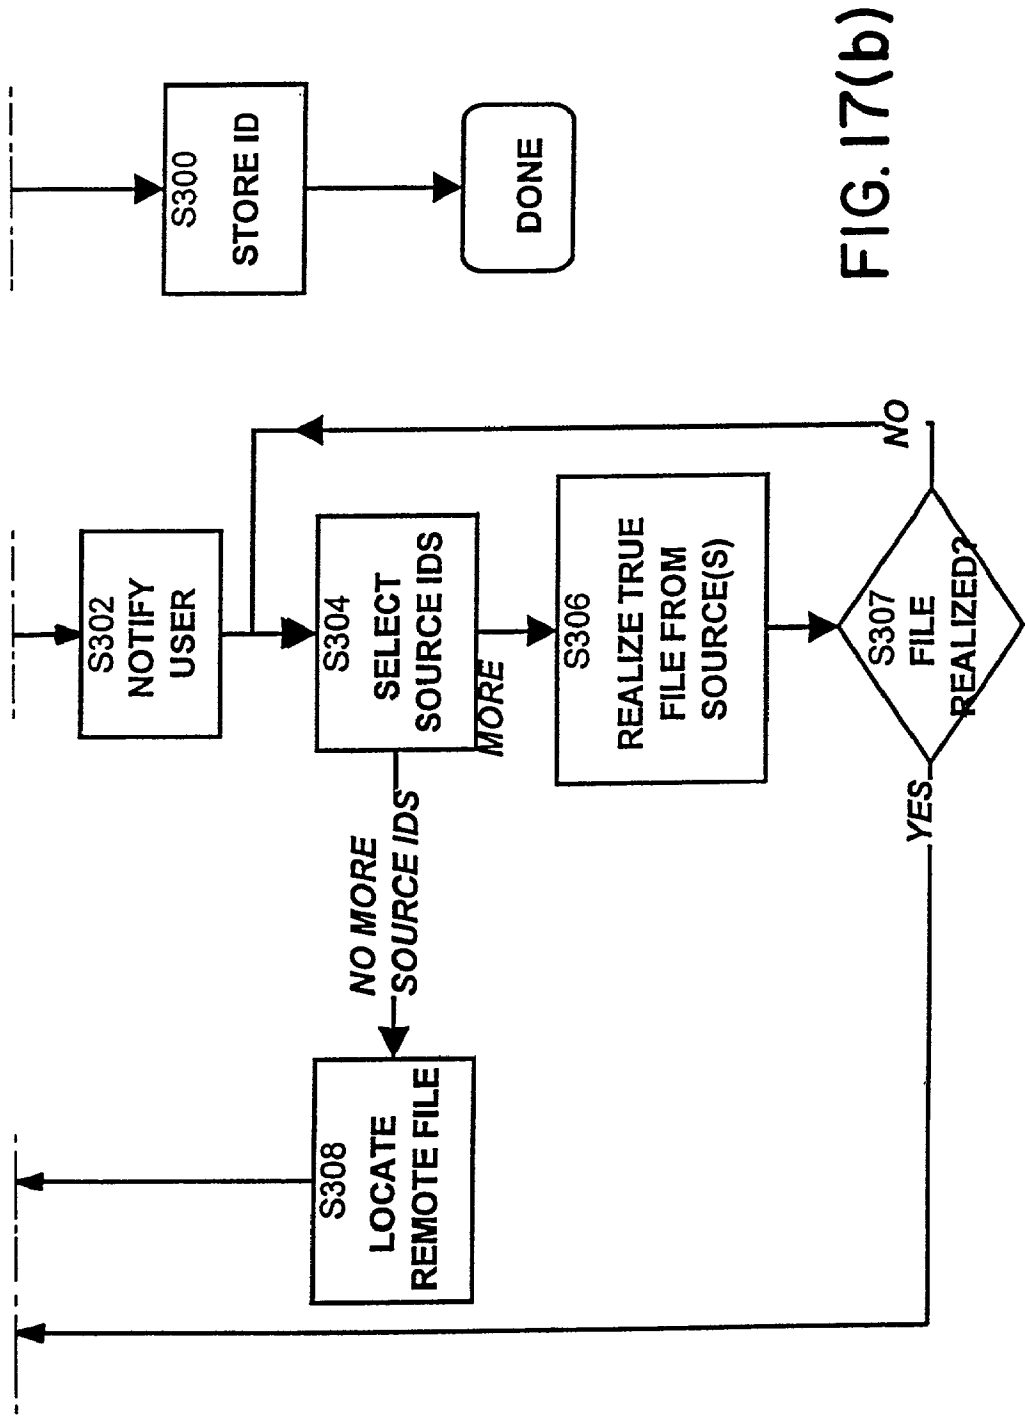 S302
NOTIFY
USER
S300
STORE ID
NO MORE
SOURCE IDS
S304
SELECT
SOURCE IDS
MORE
S308
LOCATE
REMOTE FILE
DONE
S306
REALIZE TRUE
FILE FROM
SOURCE(S)
YES
S307
FILE
REALIZED?
NO
FIG. 17(b)